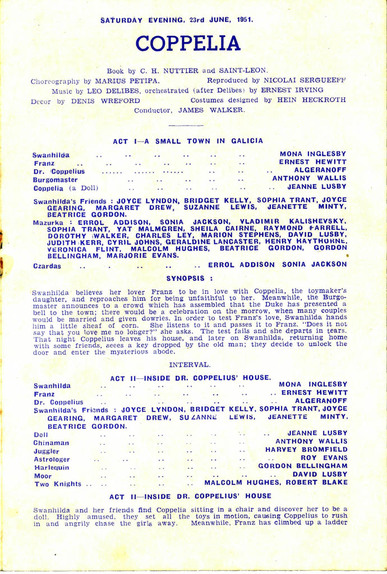 SATURDAY EVENING, 23rd JUNE, 1951.
COPPELIA
Book by C. H. NUTTIER and SAINT-LEON.
Choreography by MARIUS PETIPA. Reproduced by NICOLAI SERGUEEFF
Music by LEO DELIBES, orchestrated (after Delibes) by ERNEST IRVING
Decor by DENIS WREFORD Costumes designed by HEIN HECKROTH
Conductor, JAMES WALKER.
ACT I—A SMALL TOWN IN GALICIA
Swanhilda .. .. .. .. .. MONA INGLESBY
Franz .. .. .. .. .. ERNEST HEWITT
Dr. Coppelius .. .. .. .. ALGERANOFF
Burgomaster .. .. .. .. ANTHONY WALLIS
Coppelia (a Doll) .. .. .. .. JEANNE LUSBY
Swanhilda's Friends : JOYCE LYNDON, BRIDGET KELLY, SOPHIA TRANT, JOYCE
GEARING, MARGARET DREW, SUZANNE LEWIS, JEANETTE MINTY,
BEATRICE GORDON.
Mazurka : ERROL ADDISON, SONIA JACKSON, VLADIMIR KALISHEVSKY,
SOPHIA TRANT, YAT MALMGREN, SHEILA CAIRNE, RAYMOND FARRELL,
DOROTHY WALKER, CHARLES LEY, MARION STEPHENS, DAVID LUSBY,
JUDITH KERR, CYRIL JOHNS, GERALDINE LANCASTER, HENRY
VERONICA FLINT, MALCOLM HUGHES, BEATRICE GORDON, GORDON
BELLINGHAM, MARJORIE EVANS.
Czardas .. .. .. .. .. ERROL ADDISON SONIA JACKSON
SYNOPSIS :
Swanhilda believes her lover Franz to be in love with Coppelia, the toymaker's
daughter, and reproaches him for being unfaithful to her. Meanwhile, the Burgo-
master announces to a crowd which has assembled that the Duke has presented a
bell to the town; there would be a celebration on the morrow, when many couples
would be married and given dowries. In order to test Franz's love, Swanhilda hands
him a little sheaf of corn. She listens to it and passes it to Franz. "Does it not
say that you love me no longer?" she asks. The test fails and she departs in tears.
That night Coppelius leaves his house, and later on Swanhilda, returning home
with some friends, sees a key dropped by the old man; they decide to unlock the
door and enter the mysterious abode.
INTERVAL.
ACT II—INSIDE DR. COPPELIUS' HOUSE.
Swanhilda .. .. .. .. .. MONA INGLESBY
Franz .. .. .. .. .. ERNEST HEWITT
Dr. Coppelius .. .. .. .. ALGERANOFF
Swanhilda's Friends : JOYCE LYNDON, BRIDGET KELLY, SOPHIA TRANT, JOYCE
GEARING, MARGARET DREW, SUZANNE LEWIS, JEANETTE MINTY,
BEATRICE GORDON.
Doll .. .. .. .. .. JEANNE LUSBY
Chinaman .. .. .. .. ANTHONY WALLIS
Juggler .. .. .. .. HARVEY BROMFIELD
Astrologer .. .. .. .. ROY EVANS
Harlequin .. .. .. .. GORDON BELLINGHAM
Moor .. .. .. .. .. DAVID LUSBY
Two Knights .. .. .. MALCOLM HUGHES, ROBERT BLAKE
ACT II—INSIDE DR. COPPELIUS' HOUSE
Swanhilda and her friends find Coppelia sitting in a chair and discover her to be a
doll. Highly amused, they set all the toys in motion, causing Coppelius to rush
in and angrily chase the girls away. Meanwhile, Franz has climbed up a ladder